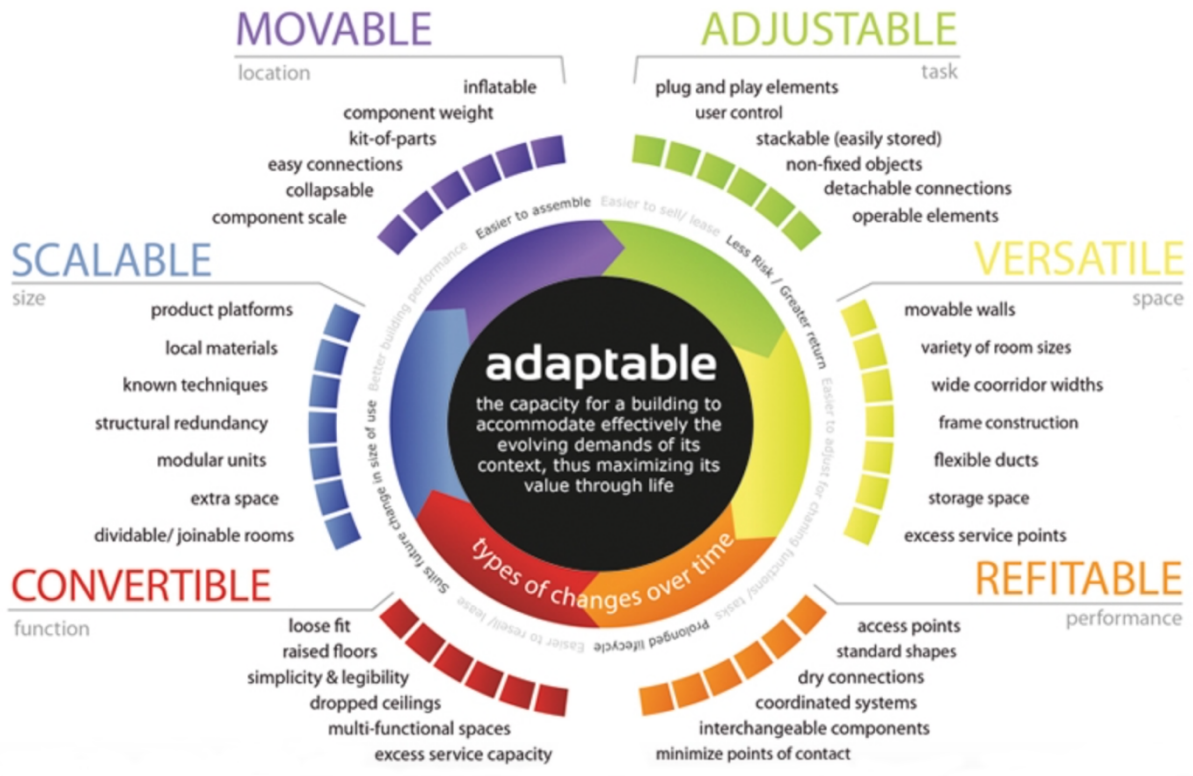 MOVABLE
location
inflatable
component weight
kit-of-parts
easy connections
collapsable
component scale
ADJUSTABLE
task
plug and play elements
user control
stackable (easily stored)
non-fixed objects
detachable connections
operable elements
SCALABLE
size
product platforms
local materials
known techniques
structural redundancy
modular units
extra space
dividable/ joinable rooms
VERSATILE
space
movable walls
variety of room sizes
wide coorridor widths
frame construction
flexible ducts
storage space
excess service points
CONVERTIBLE
function
loose fit
raised floors
simplicity & legibility
dropped ceilings
multi-functional spaces
excess service capacity
REFITABLE
performance
access points
standard shapes
dry connections
coordinated systems
interchangeable components
minimize points of contact
Easier to assemble
Easier to sell/ lease
Less Risk / Greater return
Easier to adjust for chaning functions/ tasks
Prolonged lifecycle
Easier to resell/ lease
Suits future change in size of use
Better building performance
adaptable
the capacity for a building to
accommodate effectively the
evolving demands of its
context, thus maximizing its
value through life
types of changes over time